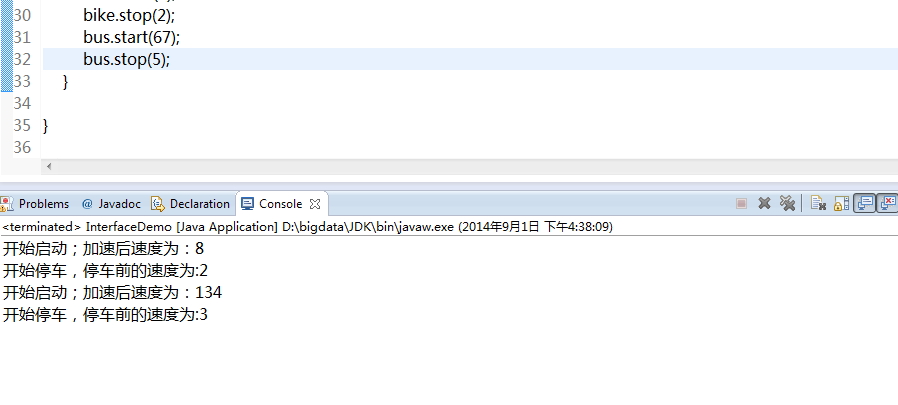 30 bike.stop(2);
31 bus.start(67);
32 bus.stop(5);
33 }
34
35 }
36
Problems @ Javadoc Declaration Console
<terminated> InterfaceDemo [Java Application] D:\bigdata\JDK\bin\javaw.exe (2014年9月1日 下午4:38:09)
开始启动；加速后速度为：8
开始停车，停车前的速度为:2
开始启动；加速后速度为：134
开始停车，停车前的速度为:3